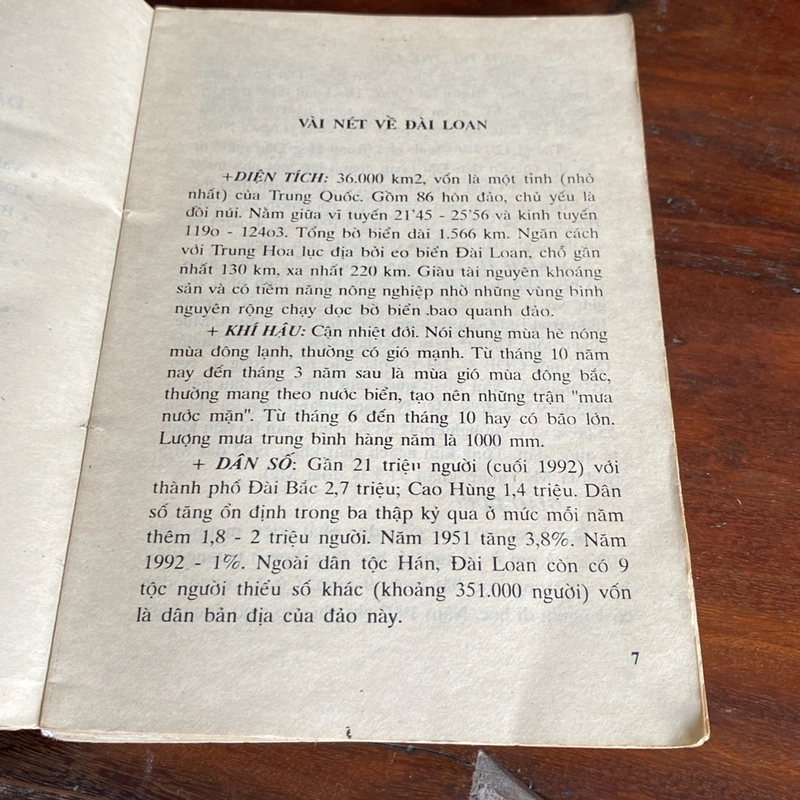 VÀI NÉT VỀ ĐÀI LOAN
+DIỆN TÍCH: 36.000 km2, vốn là một tỉnh (nhỏ
nhất) của Trung Quốc. Gồm 86 hòn đảo, chủ yếu là
đồi núi. Nằm giữa vĩ tuyến 21'45 - 25'56 và kinh tuyến
119o - 124o3. Tổng bờ biển dài 1.566 km. Ngăn cách
với Trung Hoa lục địa bởi eo biển Đài Loan, chỗ gần
nhất 130 km, xa nhất 220 km. Giàu tài nguyên khoáng
sản và có tiềm năng nông nghiệp nhờ những vùng bình
nguyên rộng chạy dọc bờ biển .bao quanh đảo.
+ KHÍ HẬU: Cận nhiệt đới. Nói chung mùa hè nóng
mùa đông lạnh, thường có gió mạnh. Từ tháng 10 năm
nay đến tháng 3 năm sau là mùa gió mùa đông bắc,
thường mang theo nước biển, tạo nên những trận "mưa
nước mặn". Từ tháng 6 đến tháng 10 hay có bão lớn.
Lượng mưa trung bình hàng năm là 1000 mm.
+ DÂN SỐ: Gần 21 triệu người (cuối 1992) với
thành phố Đài Bắc 2,7 triệu; Cao Hùng 1,4 triệu. Dân
số tăng ổn định trong ba thập kỷ qua ở mức mỗi năm
thêm 1,8 - 2 triệu người. Năm 1951 tăng 3,8%. Năm
1992 - 1%. Ngoài dân tộc Hán, Đài Loan còn có 9
tộc người thiểu số khác (khoảng 351.000 người) vốn
là dân bản địa của đảo này.
7